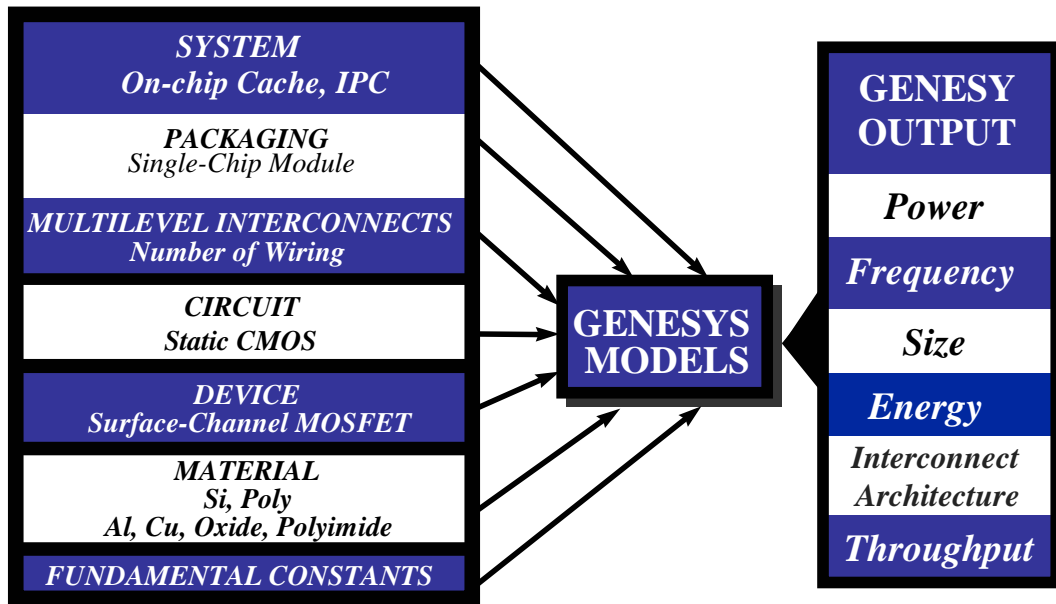 SYSTEM
On-chip Cache, IPC
PACKAGING
Single-Chip Module
MULTILEVEL INTERCONNECTS
Number of Wiring
CIRCUIT
Static CMOS
DEVICE
Surface-Channel MOSFET
MATERIAL
Si, Poly
Al, Cu, Oxide, Polyimide
FUNDAMENTAL CONSTANTS
GENESYS
MODELS
GENESY
OUTPUT
Power
Frequency
Size
Energy
Interconnect
Architecture
Throughput